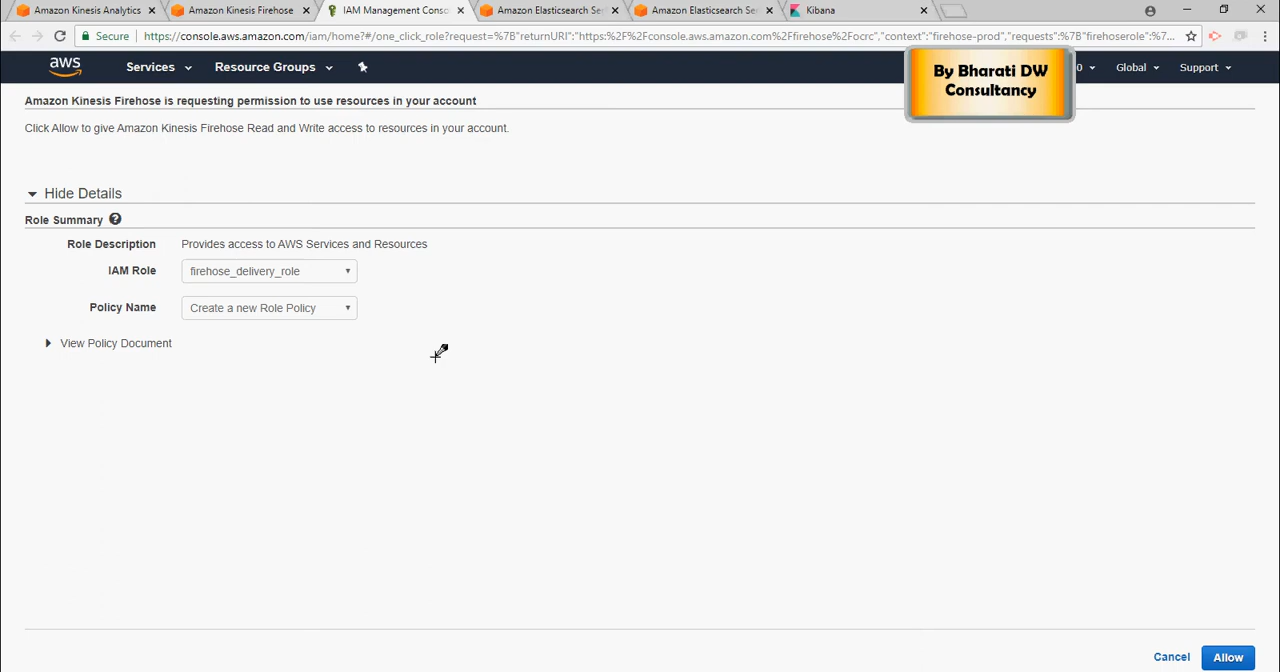 Amazon Kinesis Analytics
Amazon Kinesis Firehose
IAM Management Conso
Amazon Elasticsearch Se
Amazon Elasticsearch Se
Kibana
Secure
https://console.aws.amazon.com/iam/home?#/one_click_role?request=%7B"returnURI":"https:%2F%2Fconsole.aws.amazon.com%2Ffirehose%2Focrc","context":"firehose-prod","requests":%7B"firehoserole":%7...
aws
Services
Resource Groups
0
Global
Support
By Bharati DW
Consultancy
Amazon Kinesis Firehose is requesting permission to use resources in your account
Click Allow to give Amazon Kinesis Firehose Read and Write access to resources in your account.
Hide Details
Role Summary
Role Description Provides access to AWS Services and Resources
IAM Role firehose_delivery_role
Policy Name Create a new Role Policy
View Policy Document
Cancel Allow